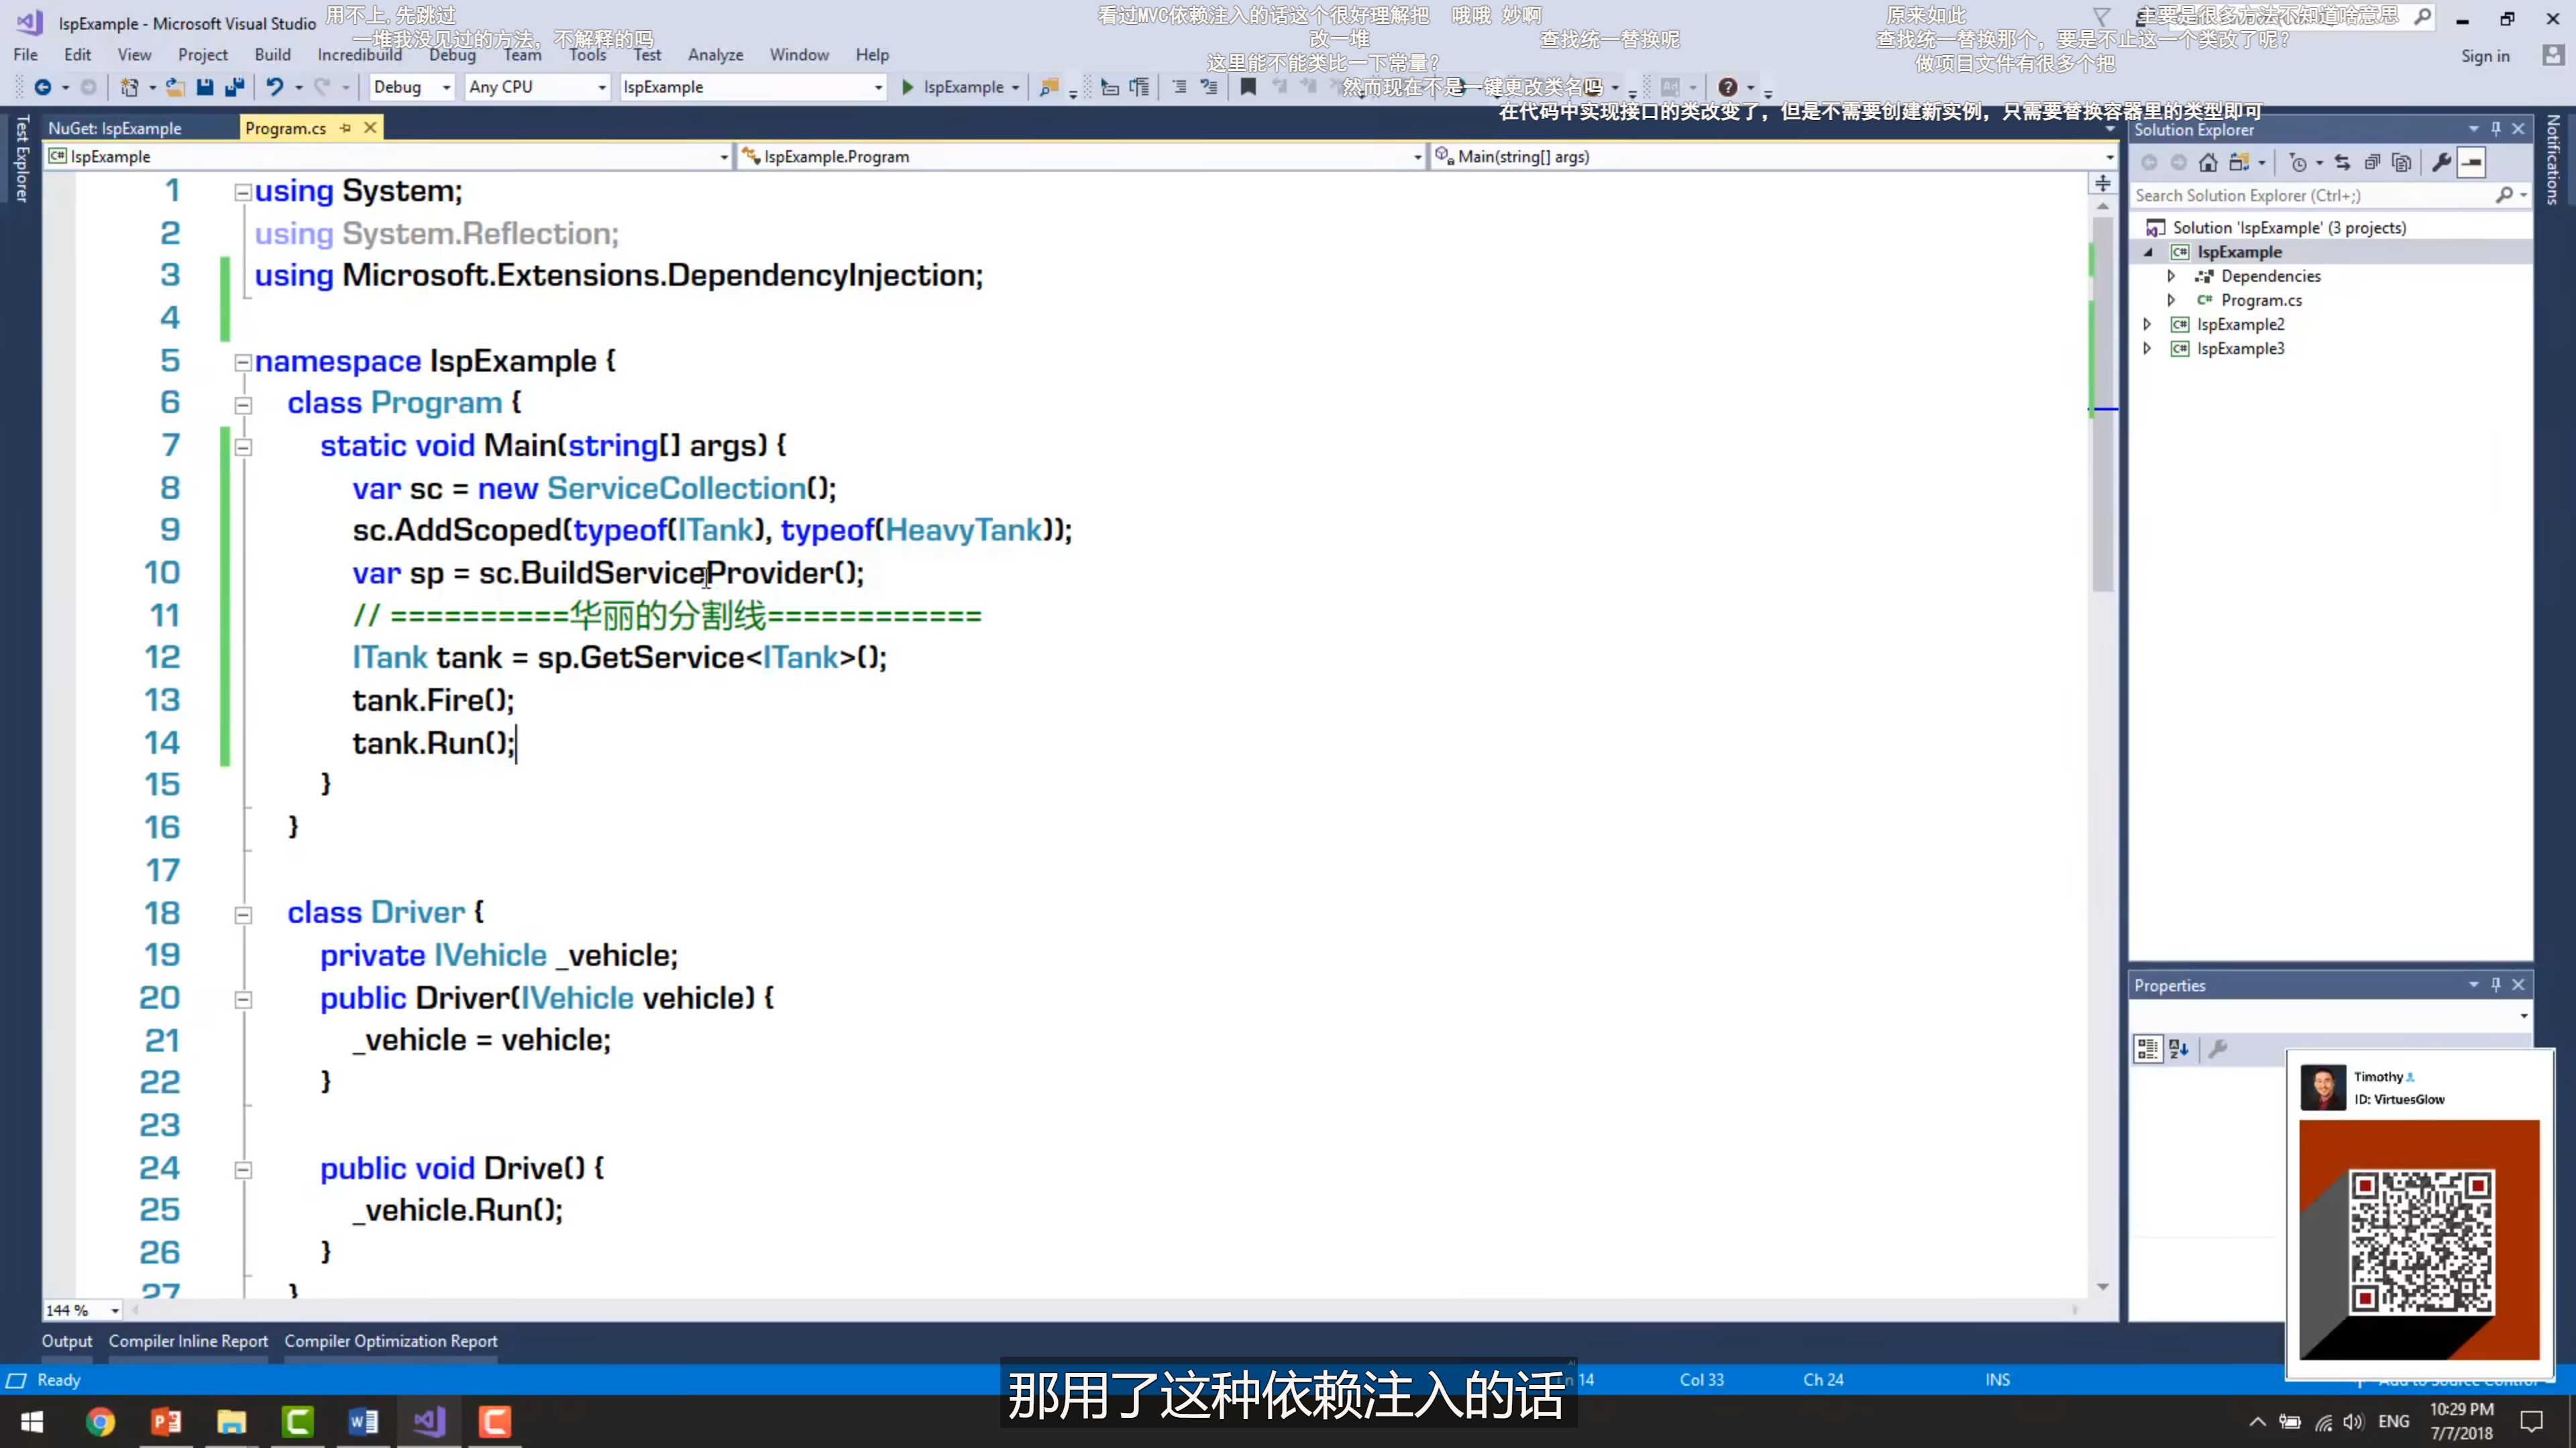 IspExample - Microsoft Visual Studio
用不上,先跳过
看过MVC依赖注入的话这个很好理解把
哦哦 妙啊
原来如此
主要是很多方法不知道啥意思
一堆我没见过的方法，不解释的吗
改一堆
查找统一替换呢
查找统一替换那个，要是不止这一个类改了呢？
File Edit View Project Build Incredibuild Debug Team Tools Test Analyze Window Help
Sign in
这里能不能类比一下常量？
做项目文件有很多个把
Debug Any CPU IspExample IspExample
然而现在不是一键更改类名吗
在代码中实现接口的类改变了，但是不需要创建新实例，只需要替换容器里的类型即可
Test Explorer
NuGet: IspExample Program.cs
Solution Explorer
Notifications
IspExample IspExample.Program Main(string[] args)
Search Solution Explorer (Ctrl+;)
Solution 'IspExample' (3 projects)
IspExample
Dependencies
Program.cs
IspExample2
IspExample3
1 using System;
2 using System.Reflection;
3 using Microsoft.Extensions.DependencyInjection;
4
5 namespace IspExample {
6 class Program {
7 static void Main(string[] args) {
8 var sc = new ServiceCollection();
9 sc.AddScoped(typeof(ITank), typeof(HeavyTank));
10 var sp = sc.BuildServiceProvider();
11 // ==========华丽的分割线============
12 ITank tank = sp.GetService<ITank>();
13 tank.Fire();
14 tank.Run();
15 }
16 }
17
18 class Driver {
19 private IVehicle _vehicle;
20 public Driver(IVehicle vehicle) {
21 _vehicle = vehicle;
22 }
23
24 public void Drive() {
25 _vehicle.Run();
26 }
27 }
Properties
Timothy
ID: VirtuesGlow
144 %
Output Compiler Inline Report Compiler Optimization Report
Ready
14 Col 33 Ch 24 INS
那用了这种依赖注入的话
ENG
10:29 PM
7/7/2018